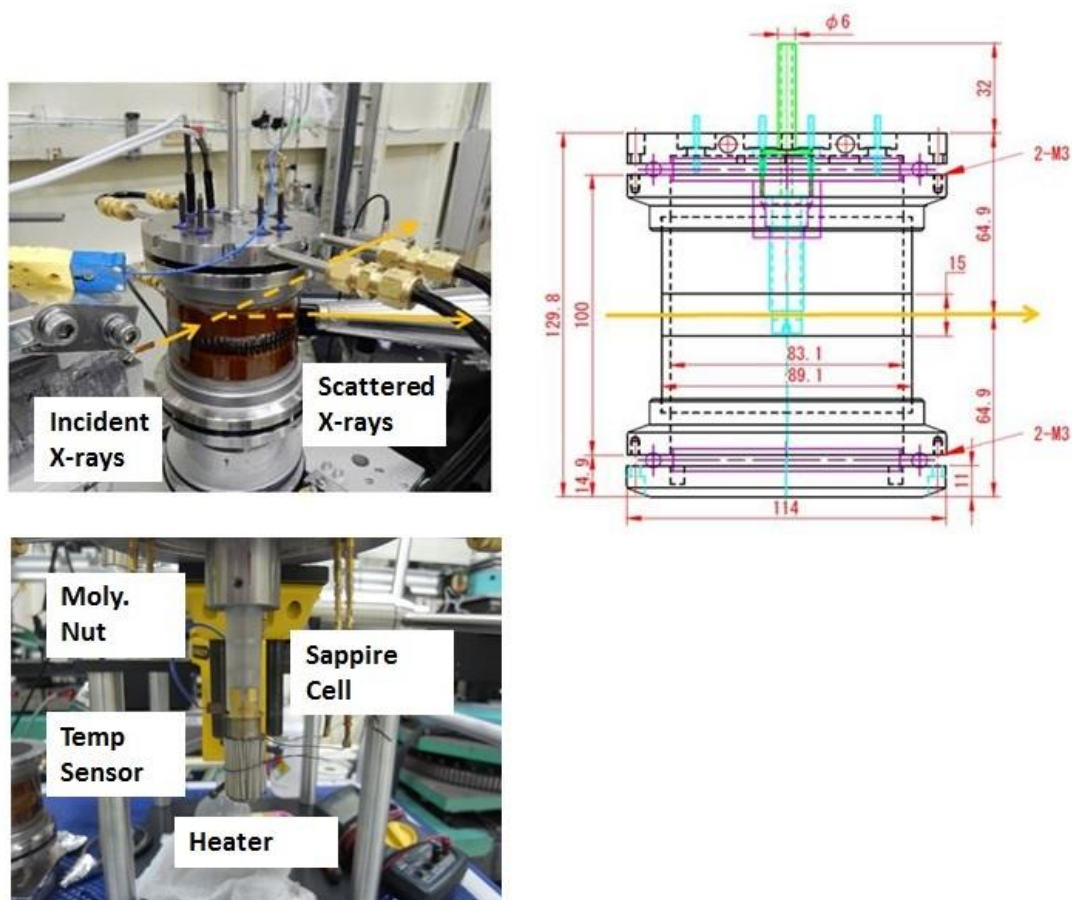 Incident
X-rays
Scattered
X-rays
φ6
32
2-M3
64.9
15
129.8
100
83.1
89.1
64.9
2-M3
14.9
11
114
Moly.
Nut
Sappire
Cell
Temp
Sensor
Heater